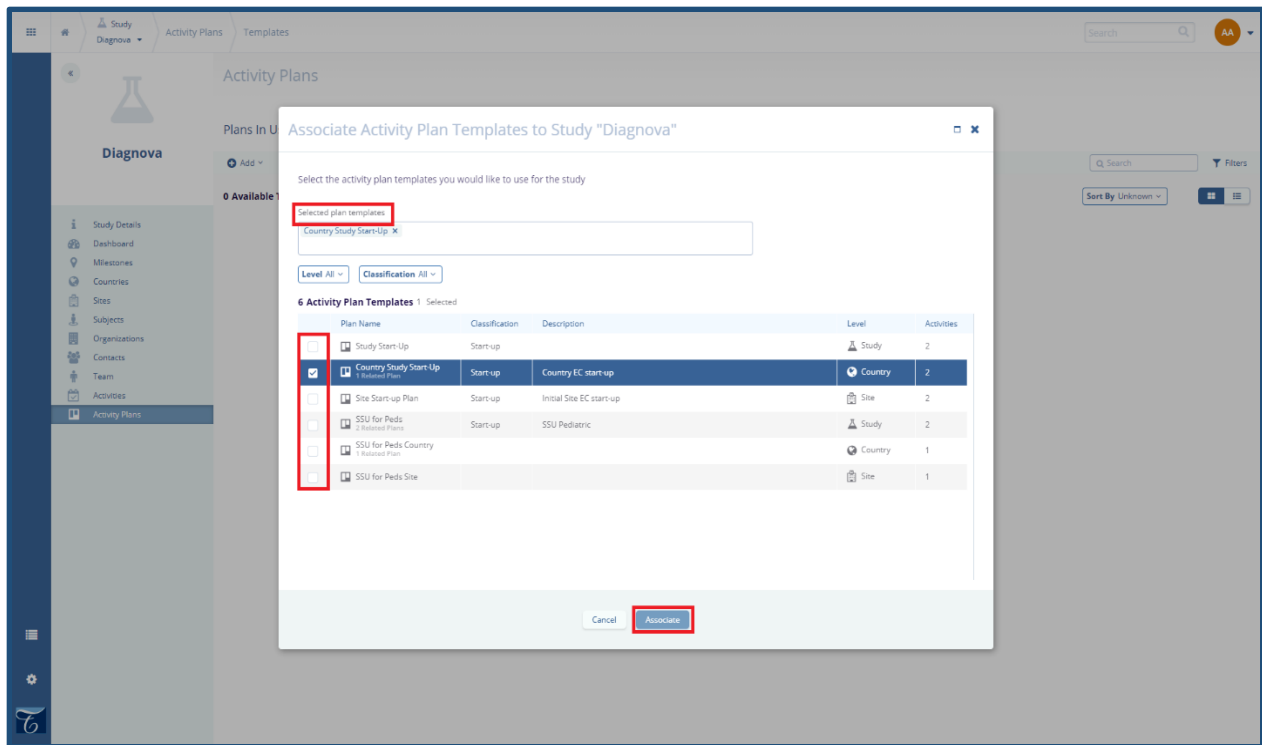 Study
Diagnova
Activity Plans
Templates
Search
AA
Activity Plans
Diagnova
Plans In U
Add
Search
Filters
0 Available
Sort By Unknown
Study Details
Dashboard
Milestones
Countries
Sites
Subjects
Organizations
Contacts
Team
Activities
Activity Plans
Associate Activity Plan Templates to Study "Diagnova"
Select the activity plan templates you would like to use for the study
Selected plan templates
Country Study Start-Up x
Level All
Classification All
6 Activity Plan Templates 1 Selected
Plan Name Classification Description Level Activities
Study Start-Up Start-up Study 2
Country Study Start-Up Start-up Country EC start-up Country 2
1 Related Plan
Site Start-up Plan Start-up Initial Site EC start-up Site 2
SSU for Peds Start-up SSU Pediatric Study 2
2 Related Plans
SSU for Peds Country Country 1
1 Related Plan
SSU for Peds Site Site 1
Cancel
Associate